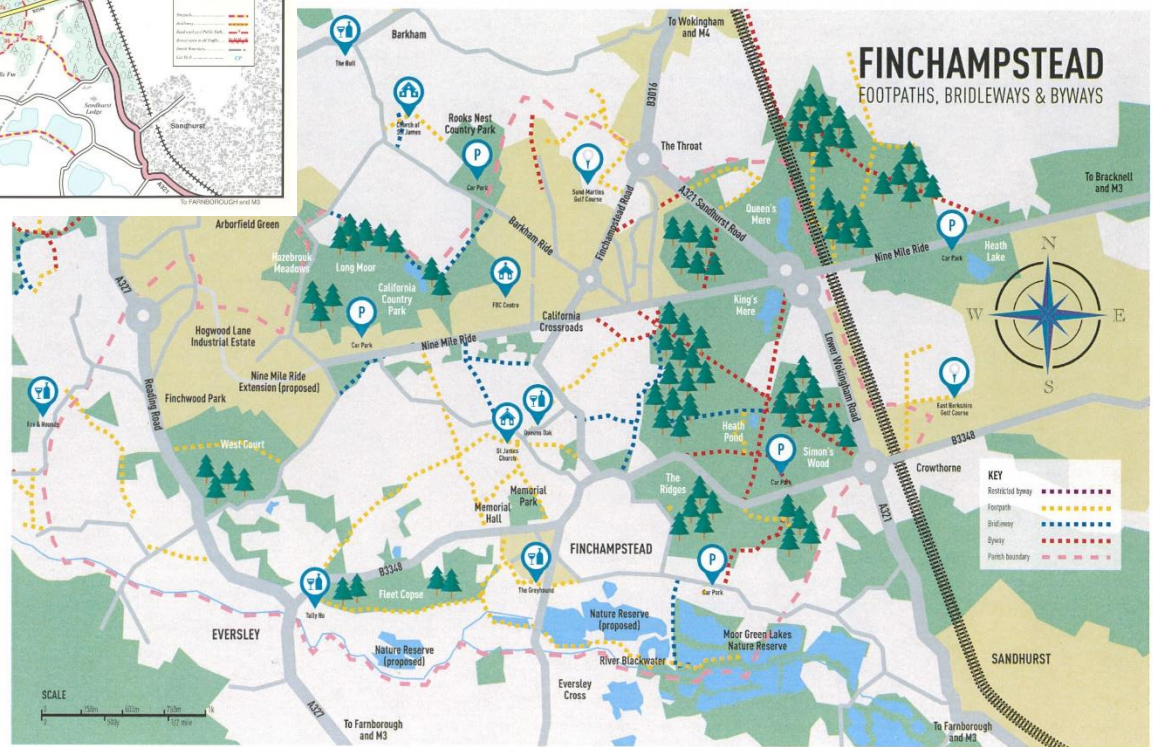 Footpath
Bridleway
CP
Sandhurst
Lodge
Sandhurst
A321
To FARNBOROUGH and M3
FINCHAMPSTEAD
FOOTPATHS, BRIDLEWAYS & BYWAYS
To Wokingham
and M4
Barkham
The Bull
B3016
Church of
St James
Rooks Nest
Country Park
Car Park
Sand Martins
Golf Course
The Throat
A321 Sandhurst Road
Queen's
Mere
To Bracknell
and M3
Nine Mile Ride
Car Park
Heath
Lake
N
W
E
S
Arborfield Green
A327
Hazebrouk
Meadows
Long Moor
California
Country
Park
Barkham Ride
Finchampstead Road
FBC Centre
Car Park
California
Crossroads
King's
Mere
Hogwood Lane
Industrial Estate
Nine Mile Ride
Nine Mile Ride
Extension (proposed)
Lower Wokingham Road
Finchwood Park
Reading Road
East Berkshire
Golf Course
B3348
Queens Oak
St James
Church
West Court
Heath
Pond
Car Park
Simon's
Wood
Crowthorne
The
Ridges
Memorial
Park
Memorial
Hall
A321
KEY
Restricted byway
Footpath
Bridleway
Byway
Parish boundary
FINCHAMPSTEAD
B3348
The Greyhound
Car Park
Fleet Copse
Tally Ho
EVERSLEY
Nature Reserve
(proposed)
Nature Reserve
(proposed)
Moor Green Lakes
Nature Reserve
River Blackwater
Eversley
Cross
SANDHURST
SCALE
A327
To Farnborough
and M3
To Farnborough
and M3